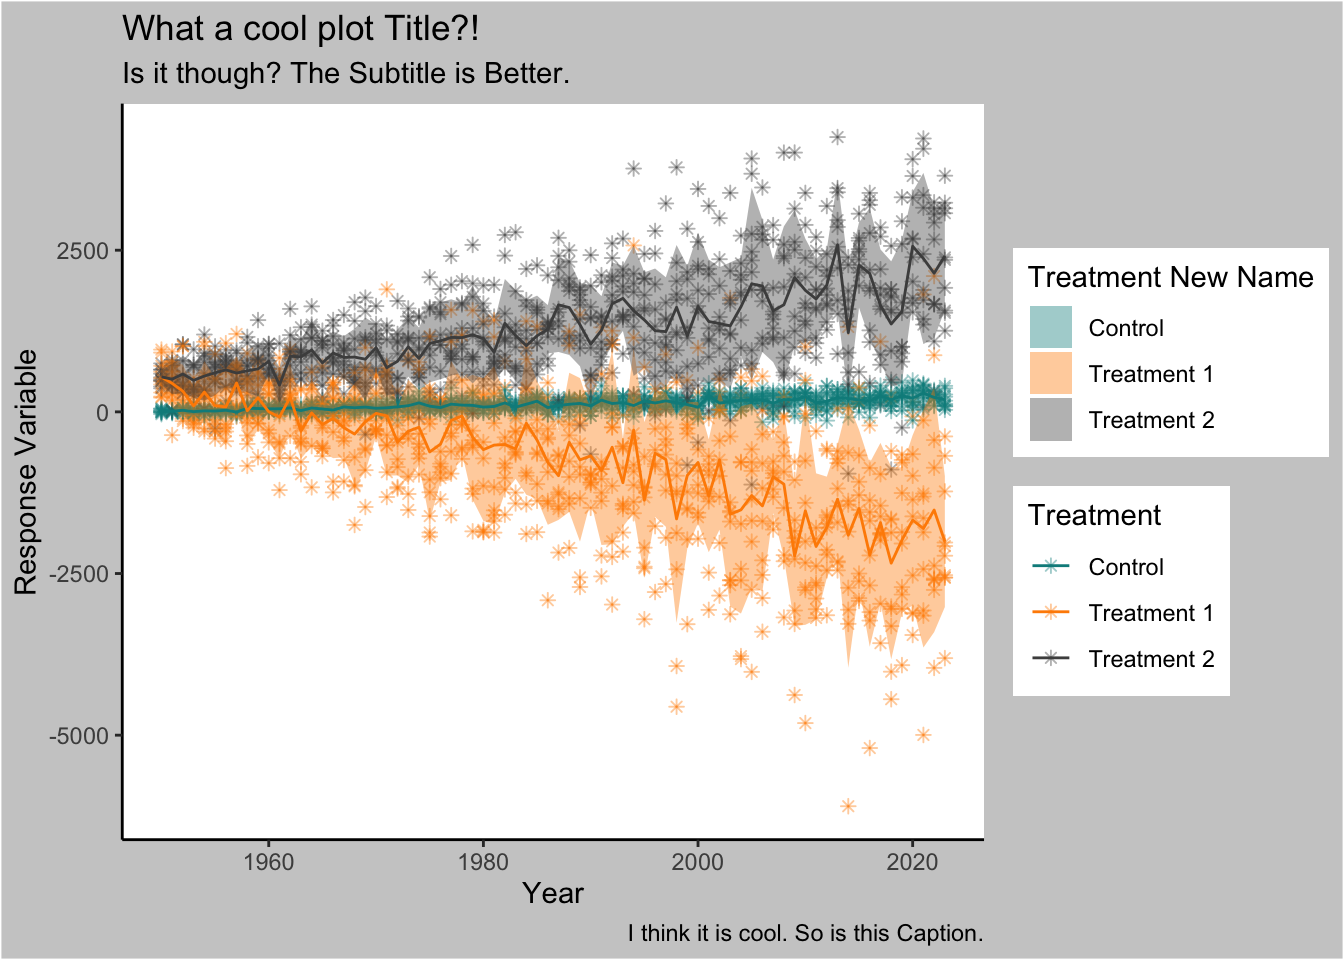 What a cool plot Title?!
Is it though? The Subtitle is Better.
Response Variable
2500
0
-2500
-5000
1960 1980 2000 2020
Year
I think it is cool. So is this Caption.
Treatment New Name
Control
Treatment 1
Treatment 2
Treatment
Control
Treatment 1
Treatment 2